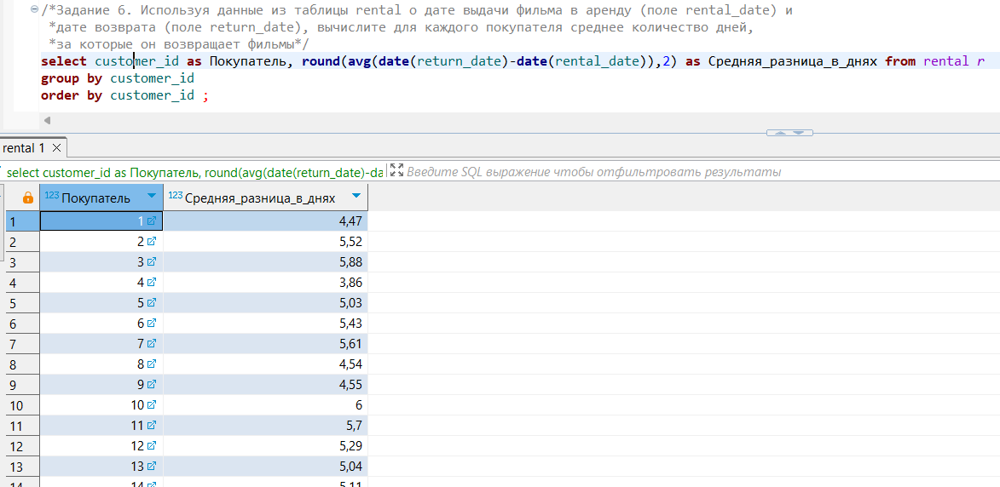 /*Задание 6. Используя данные из таблицы rental о дате выдачи фильма в аренду (поле rental_date) и
*дате возврата (поле return_date), вычислите для каждого покупателя среднее количество дней,
*за которые он возвращает фильмы*/
select customer_id as Покупатель, round(avg(date(return_date)-date(rental_date)),2) as Средняя_разница_в_днях from rental r
group by customer_id
order by customer_id ;
rental 1
select customer_id as Покупатель, round(avg(date(return_date)-da Введите SQL выражение чтобы отфильтровать результаты
123 Покупатель 123 Средняя_разница_в_днях
1 1 4,47
2 2 5,52
3 3 5,88
4 4 3,86
5 5 5,03
6 6 5,43
7 7 5,61
8 8 4,54
9 9 4,55
10 10 6
11 11 5,7
12 12 5,29
13 13 5,04
14 14 5,11